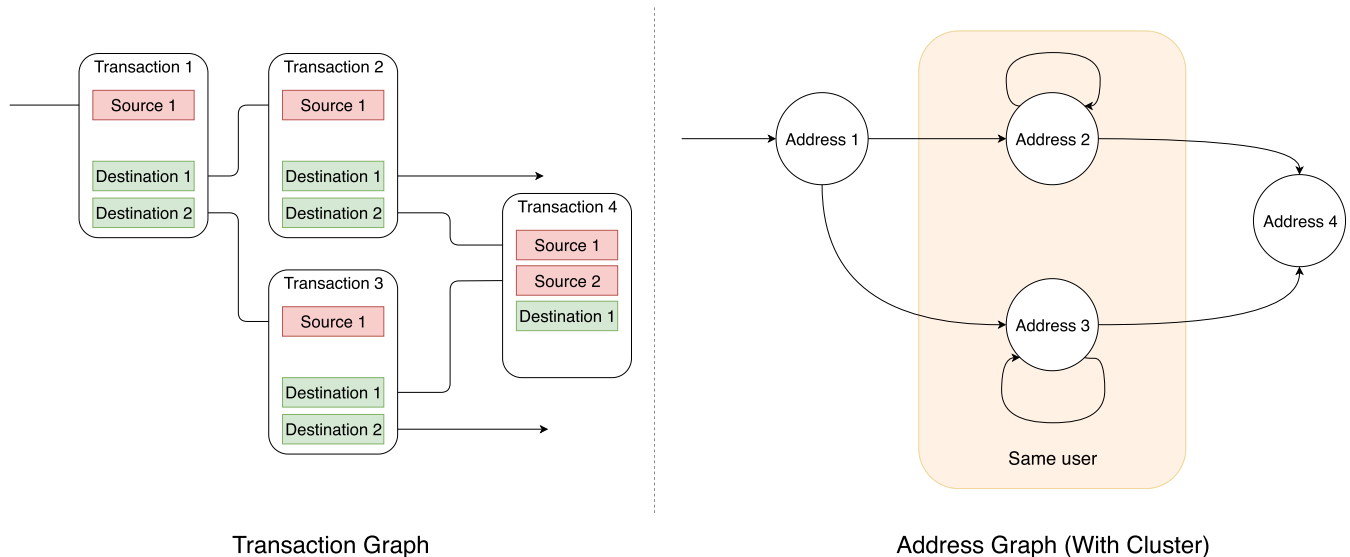 Transaction 1
Source 1
Destination 1
Destination 2
Transaction 2
Source 1
Destination 1
Destination 2
Transaction 3
Source 1
Destination 1
Destination 2
Transaction 4
Source 1
Source 2
Destination 1
Transaction Graph
Address 1
Address 2
Address 3
Address 4
Same user
Address Graph (With Cluster)